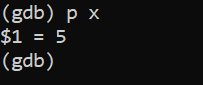 (gdb) p x
$1 = 5
(gdb)